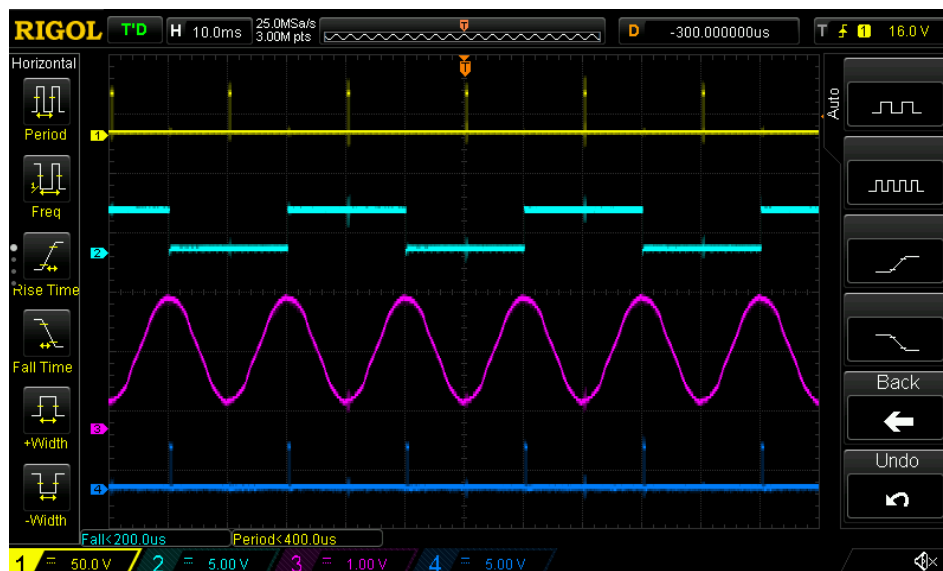 RIGOL T'D H 10.0ms 25.0MSa/s 3.00M pts T D -300.000000us T 1 16.0 V
Horizontal
T
Auto
Period
1
Freq
2
Rise Time
Fall Time
Back
3
+Width
Undo
4
-Width
Fall<200.0us Period<400.0us
1 = 50.0 V 2 = 5.00 V 3 = 1.00 V 4 = 5.00 V